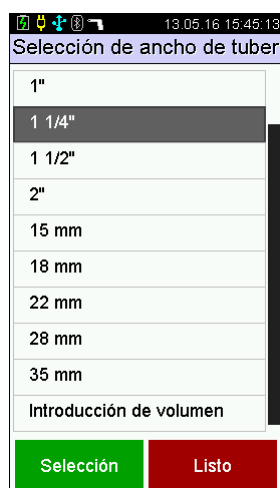 13.05.16 15:45:13
Selección de ancho de tuber
1"
1 1/4"
1 1/2"
2"
15 mm
18 mm
22 mm
28 mm
35 mm
Introducción de volumen
Selección
Listo